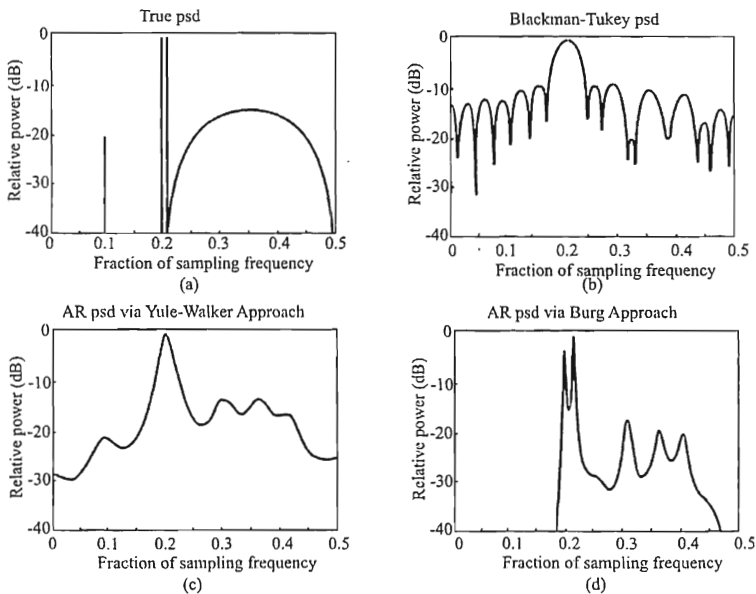 True psd
Relative power (dB)
0
-10
-20
-30
-40
0 0.1 0.2 0.3 0.4 0.5
Fraction of sampling frequency
(a)
Blackman-Tukey psd
Relative power (dB)
0
-10
-20
-30
-40
0 0.1 0.2 0.3 0.4 0.5
Fraction of sampling frequency
(b)
AR psd via Yule-Walker Approach
Relative power (dB)
0
-10
-20
-30
-40
0 0.1 0.2 0.3 0.4 0.5
Fraction of sampling frequency
(c)
AR psd via Burg Approach
Relative power (dB)
0
-10
-20
-30
-40
0 0.1 0.2 0.3 0.4 0.5
Fraction of sampling frequency
(d)